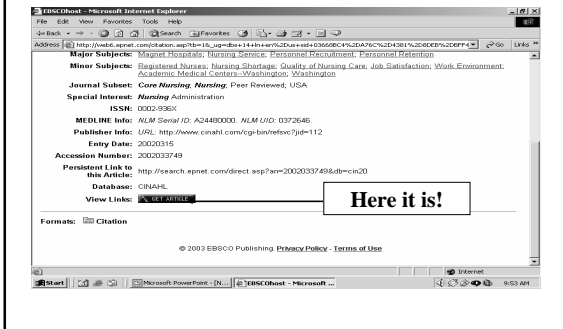 EBSCOhost - Microsoft Internet Explorer
File Edit View Favorites Tools Help
Back Search Favorites
Address http://web6.epnet.com/citation.asp?tb=1&_ug=dbs+14+ln+en%2Dus+sid+03668BC4%2DA76C%2D4381%2D8DEB%2DBFF4 Go Links »
Major Subjects: Magnet Hospitals; Nursing Service; Personnel Recruitment; Personnel Retention
Minor Subjects: Registered Nurses; Nursing Shortage; Quality of Nursing Care; Job Satisfaction; Work Environment;
Academic Medical Centers--Washington; Washington
Journal Subset: Core Nursing; Nursing; Peer Reviewed; USA
Special Interest: Nursing Administration
ISSN: 0002-936X
MEDLINE Info: NLM Serial ID: A24480000. NLM UID: 0372646.
Publisher Info: URL: http://www.cinahl.com/cgi-bin/refsvc?jid=112
Entry Date: 20020315
Accession Number: 2002033749
Persistent Link to
this Article: http://search.epnet.com/direct.asp?an=2002033749&db=cin20
Database: CINAHL
View Links: GET ARTICLE
Here it is!
Formats: Citation
© 2003 EBSCO Publishing. Privacy Policy - Terms of Use
Internet
Start Microsoft PowerPoint - [N... EBSCOhost - Microsoft ... 9:53 AM